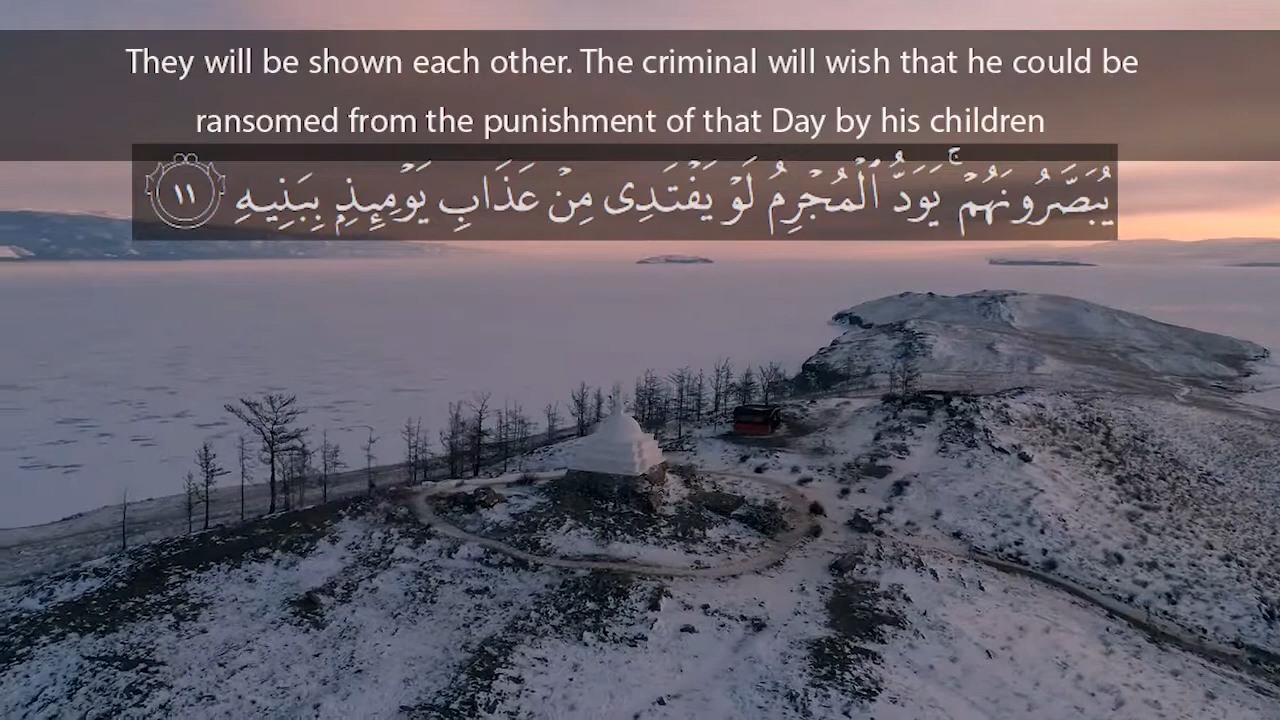 They will be shown each other. The criminal will wish that he could be
ransomed from the punishment of that Day by his children
يُبَصَّرُونَهُمْ ۚ يَوَدُّ ٱلْمُجْرِمُ لَوْ يَفْتَدِى مِنْ عَذَابِ يَوْمِئِذٍۭ بِبَنِيهِ ١١